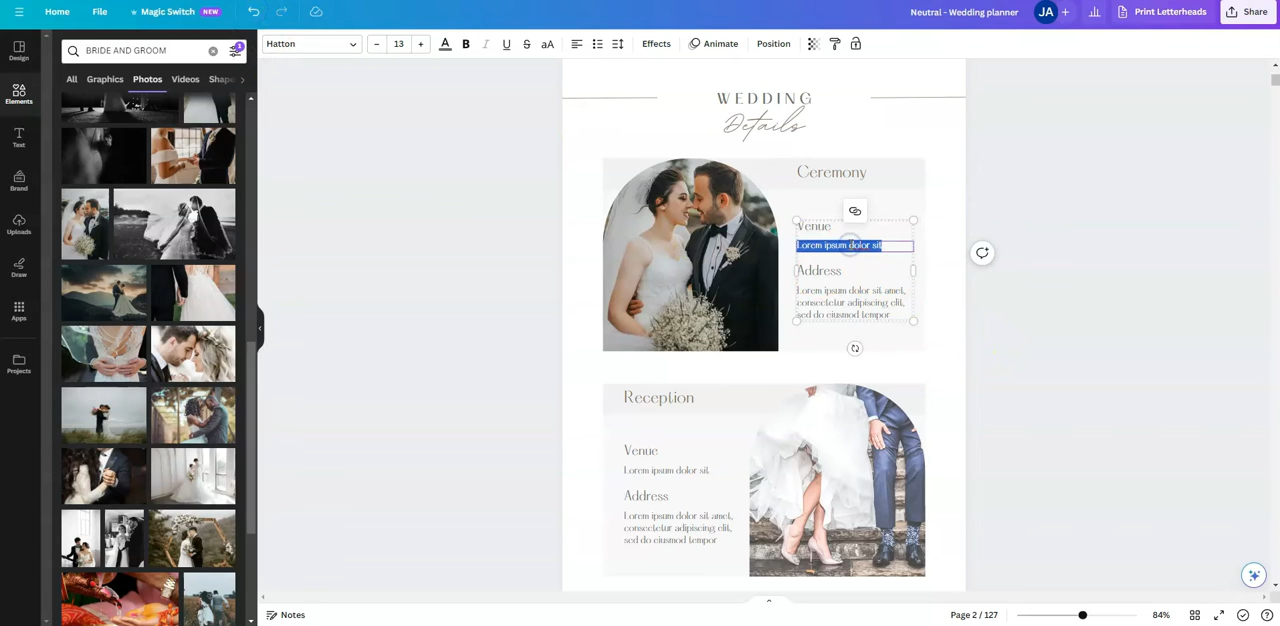 Home
File
Magic Switch
NEW
Neutral - Wedding planner
JA
Print Letterheads
Share
Design
Elements
Text
Brand
Uploads
Draw
Apps
Projects
BRIDE AND GROOM
1
All
Graphics
Photos
Videos
Shape
Hatton
13
A
B
I
U
S
aA
Effects
Animate
Position
WEDDING
Details
Ceremony
Venue
Lorem ipsum dolor sit
Address
Lorem ipsum dolor sit amet,
consectetur adipiscing elit,
sed do eiusmod tempor
Reception
Venue
Lorem ipsum dolor sit
Address
Lorem ipsum dolor sit amet,
consectetur adipiscing elit,
sed do eiusmod tempor
Notes
Page 2 / 127
84%